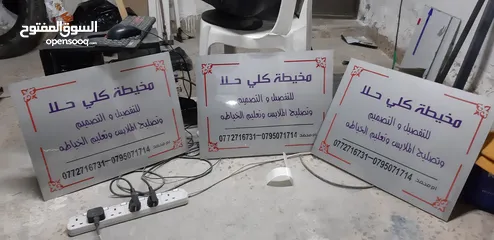 السوق المفتوح
opensooq.com
مخيطة كلي حلا
للتفصيل و التصميم
وتصليح الملابس وتعليم الخياطه
0772716731-0795071714
مخيطة كلي حلا
للتفصيل و التصميم
وتصليح الملابس وتعليم الخياطه
0772716731-0795071714
مخيطة كلي حلا
للتفصيل و التصميم
وتصليح الملابس وتعليم الخياطه
0772716731-0795071714